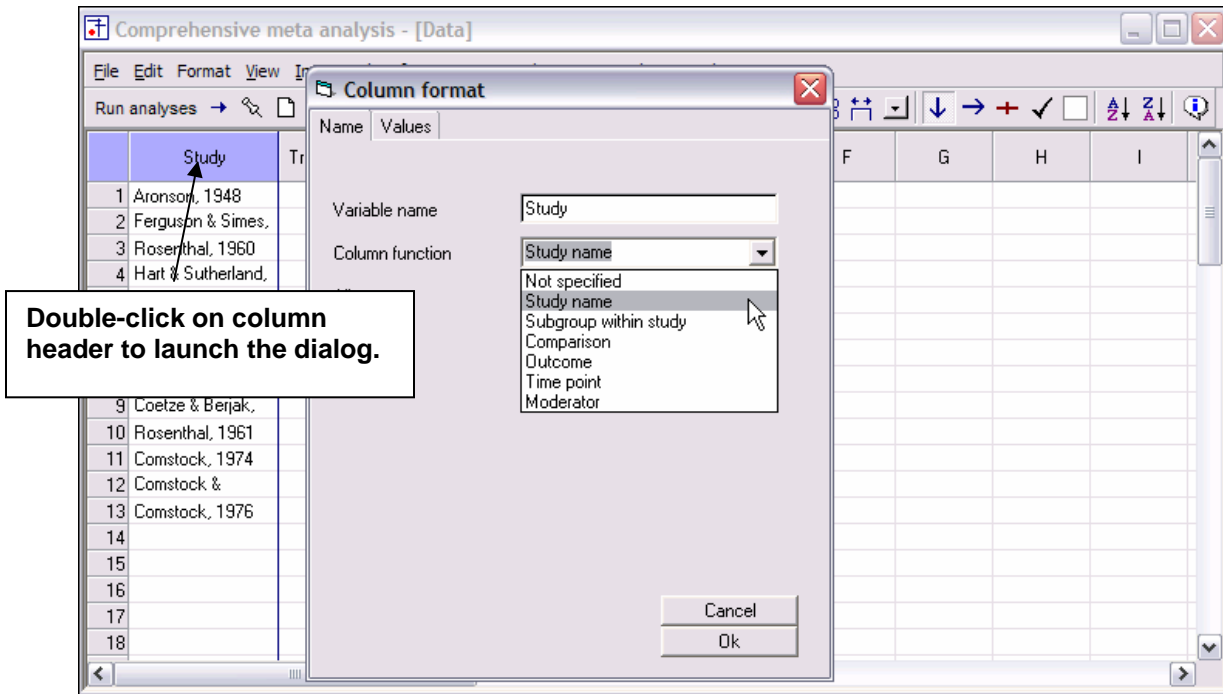 Comprehensive meta analysis - [Data]
File Edit Format View
Run analyses
Column format
Name Values
Study
F G H I
Variable name Study
Column function Study name
Not specified
Study name
Subgroup within study
Comparison
Outcome
Time point
Moderator
1 Aronson, 1948
2 Ferguson & Simes,
3 Rosenthal, 1960
4 Hart & Sutherland,
Double-click on column
header to launch the dialog.
9 Coetze & Berjak,
10 Rosenthal, 1961
11 Comstock, 1974
12 Comstock &
13 Comstock, 1976
14
15
16
17
18
Cancel
Ok